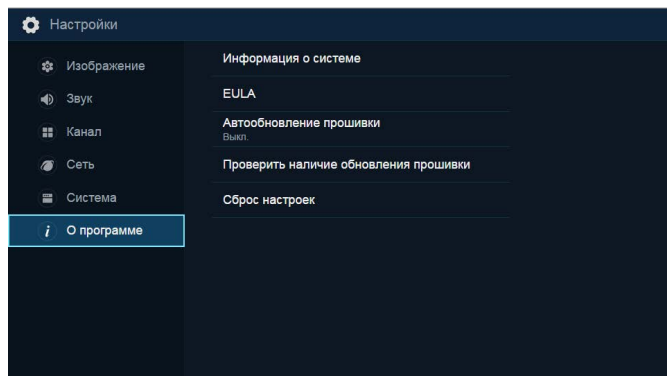 Настройки
Изображение
Звук
Канал
Сеть
Система
О программе
Информация о системе
EULA
Автообновление прошивки
Выкл.
Проверить наличие обновления прошивки
Сброс настроек